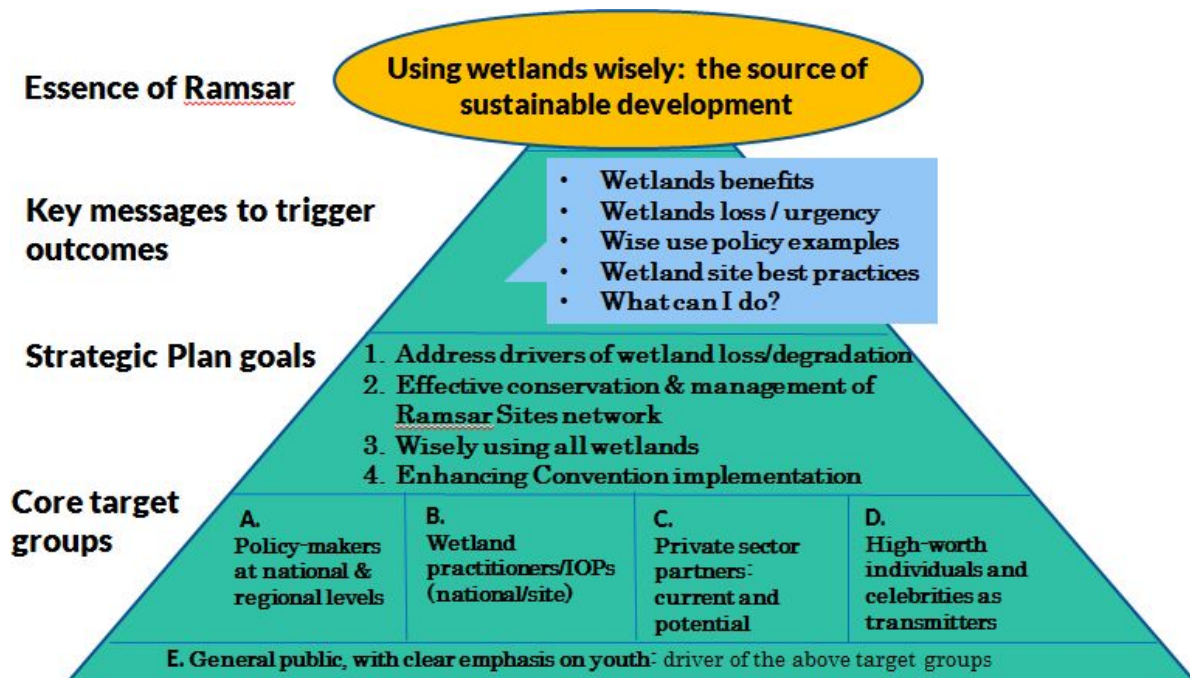 Essence of Ramsar
Using wetlands wisely: the source of
sustainable development
Key messages to trigger
outcomes
• Wetlands benefits
• Wetlands loss / urgency
• Wise use policy examples
• Wetland site best practices
• What can I do?
Strategic Plan goals
1. Address drivers of wetland loss/degradation
2. Effective conservation & management of
Ramsar Sites network
3. Wisely using all wetlands
4. Enhancing Convention implementation
Core target
groups
A.
Policy-makers
at national &
regional levels
B.
Wetland
practitioners/IOPs
(national/site)
C.
Private sector
partners:
current and
potential
D.
High-worth
individuals and
celebrities as
transmitters
E. General public, with clear emphasis on youth: driver of the above target groups